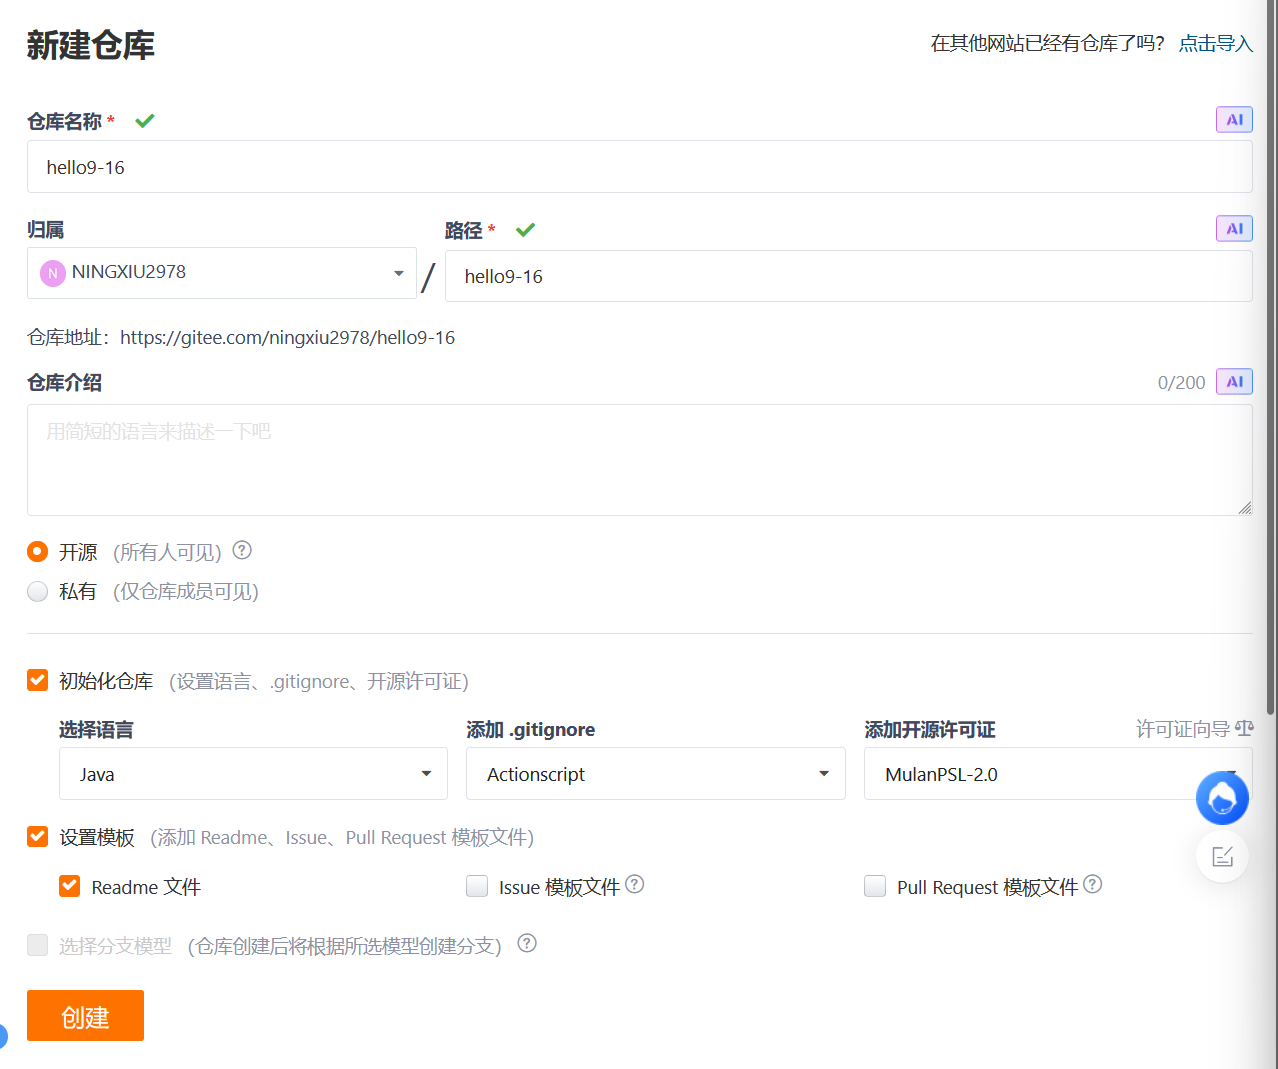 新建仓库
在其他网站已经有仓库了吗? 点击导入
仓库名称 *
AI
hello9-16
归属
路径 *
AI
N NINGXIU2978
/
hello9-16
仓库地址：https://gitee.com/ningxiu2978/hello9-16
仓库介绍
0/200 AI
用简短的语言来描述一下吧
开源 (所有人可见) ?
私有 (仅仓库成员可见)
初始化仓库 (设置语言、.gitignore、开源许可证)
选择语言
添加 .gitignore
添加开源许可证
许可证向导
Java
Actionscript
MulanPSL-2.0
设置模板 (添加 Readme、Issue、Pull Request 模板文件)
Readme 文件
Issue 模板文件 ?
Pull Request 模板文件 ?
选择分支模型 (仓库创建后将根据所选模型创建分支) ?
创建